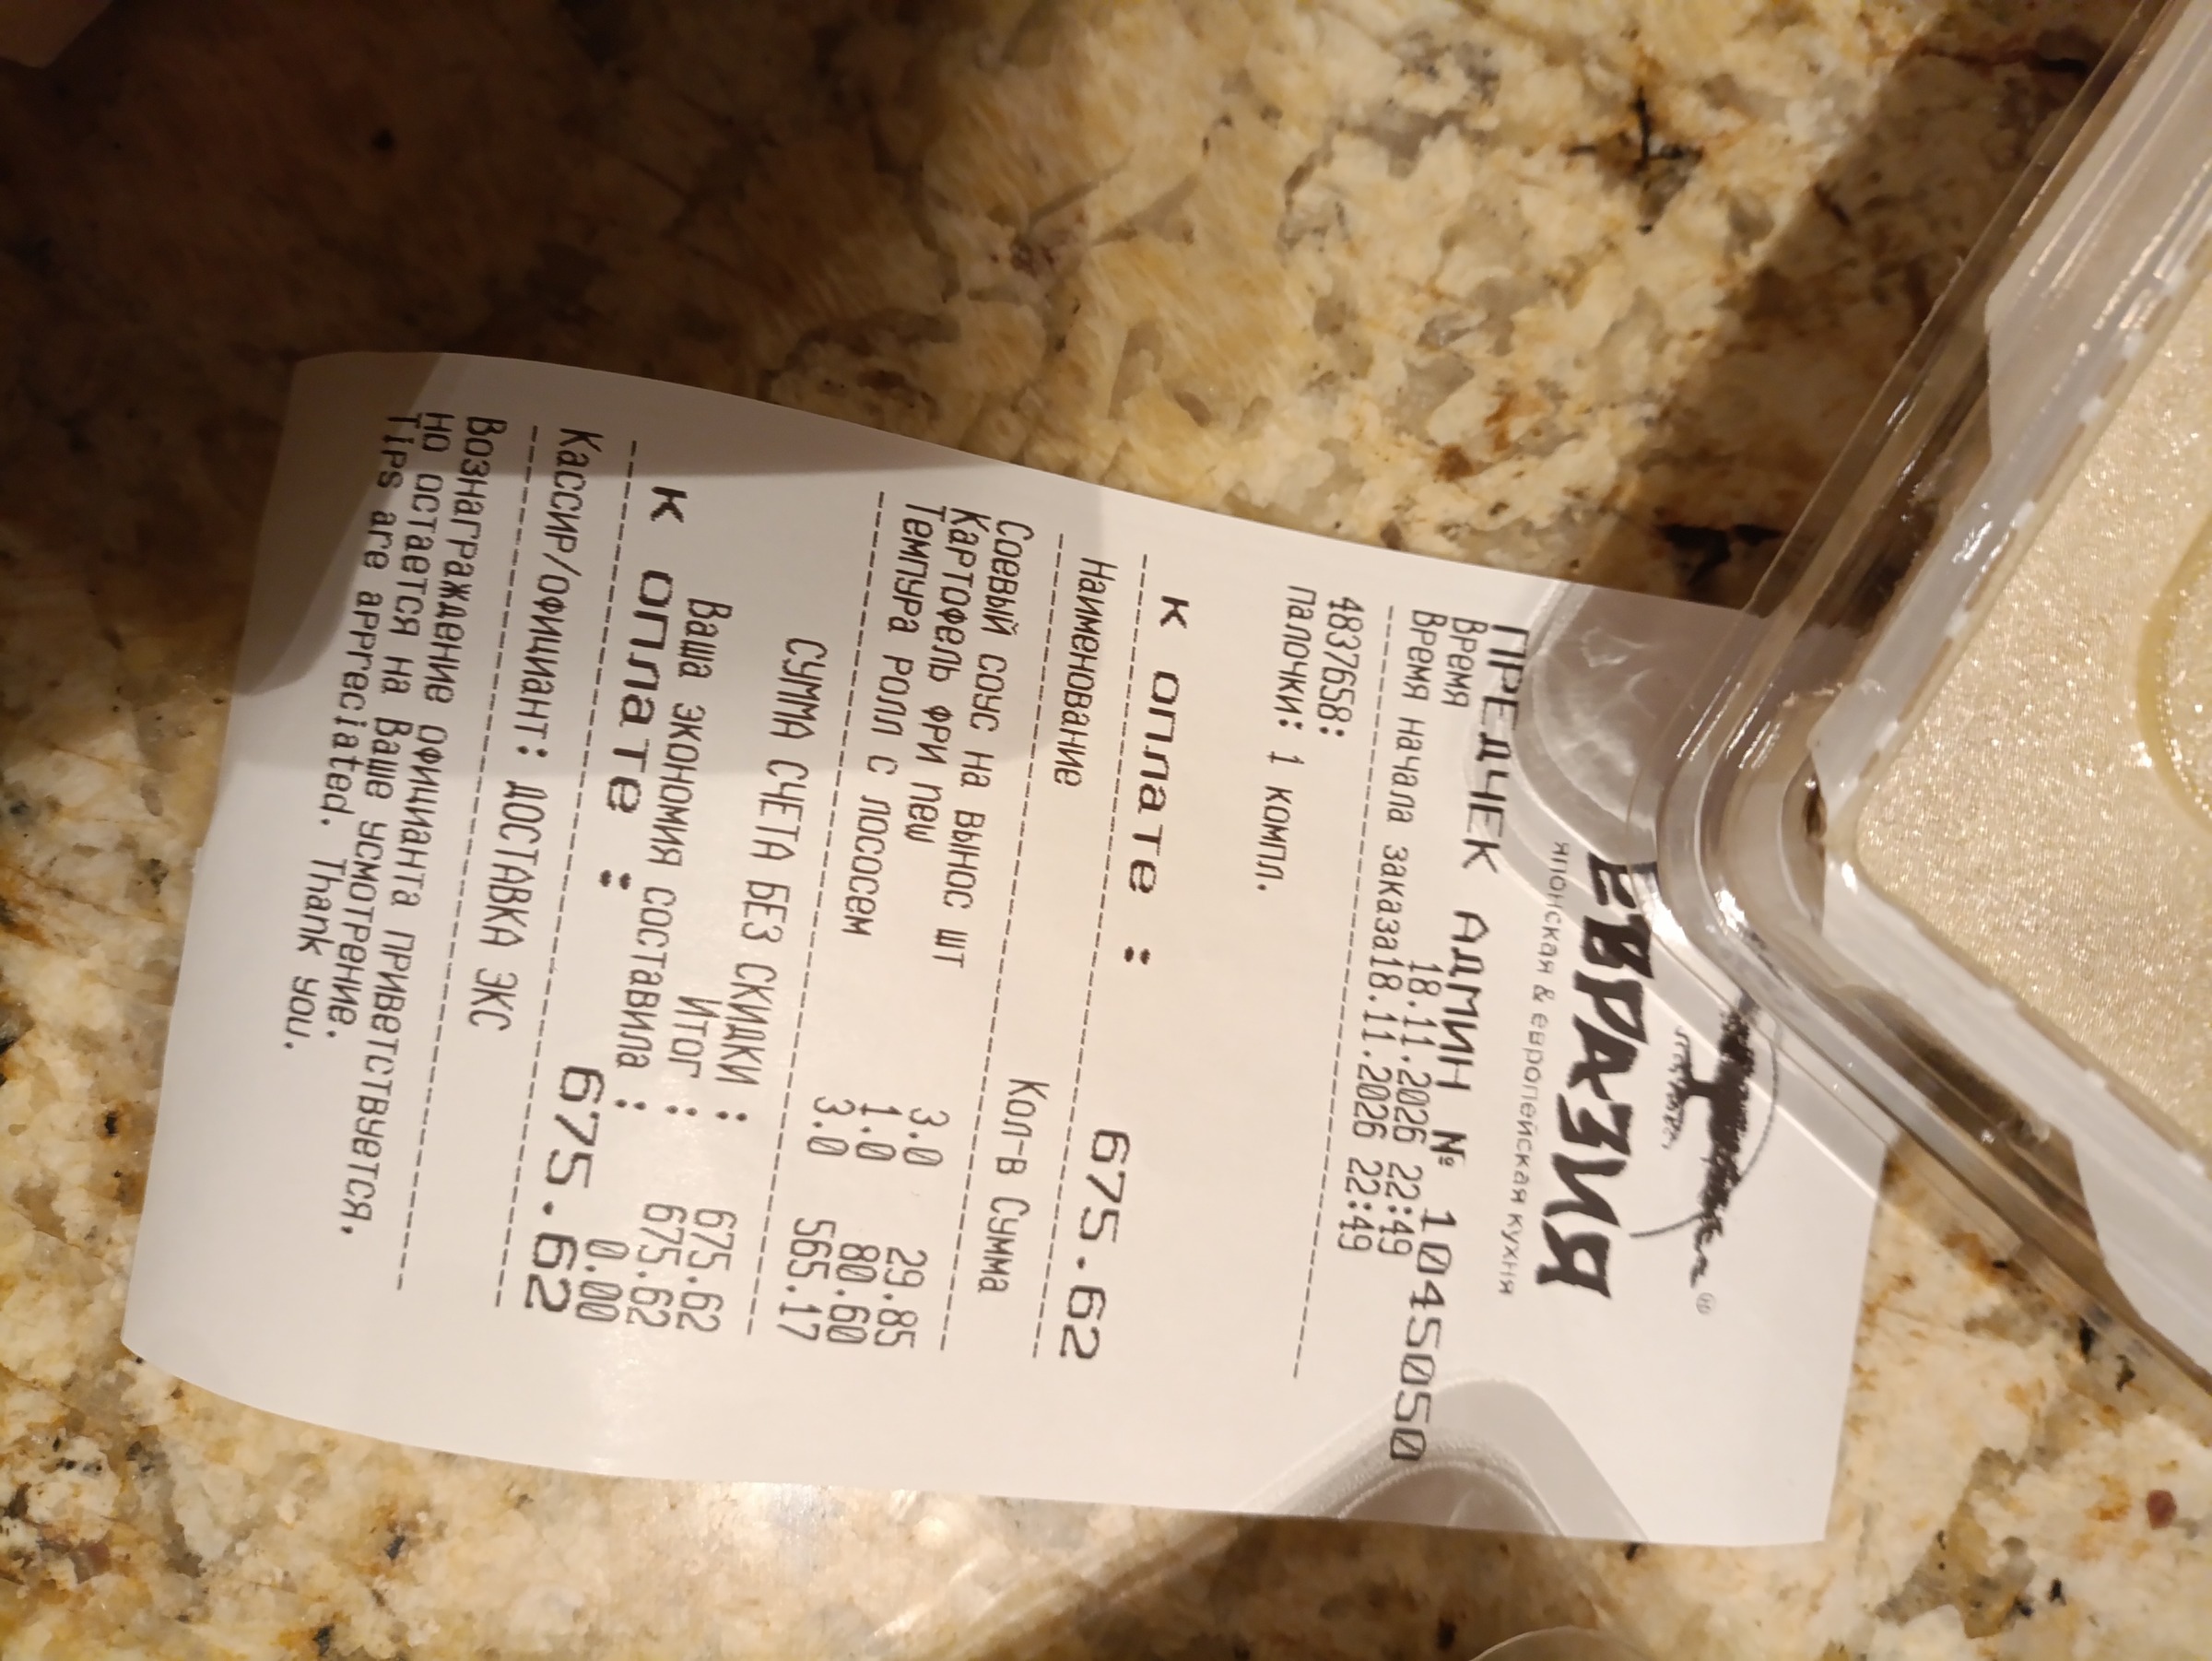 ЕВРАЗИЯ ®
японская & европейская кухня
ПРЕДЧЕК АДМИН № 1045050
Время 18.11.2026 22:49
Время начала заказа18.11.2026 22:49
4837658:
палочки: 1 компл.
К оплате : 675.62
Наименование Кол-в Сумма
Соевый соус на вынос шт 3.0 29.85
Картофель фри new 1.0 80.60
Темпура ролл с лососем 3.0 565.17
СУММА СЧЕТА БЕЗ СКИДКИ : 675.62
Итог : 675.62
Ваша экономия составила : 0.00
К оплате : 675.62
Кассир/официант: ДОСТАВКА ЭКС
Вознаграждение официанта приветствуется,
но остается на Ваше усмотрение.
Tips are appreciated. Thank you.